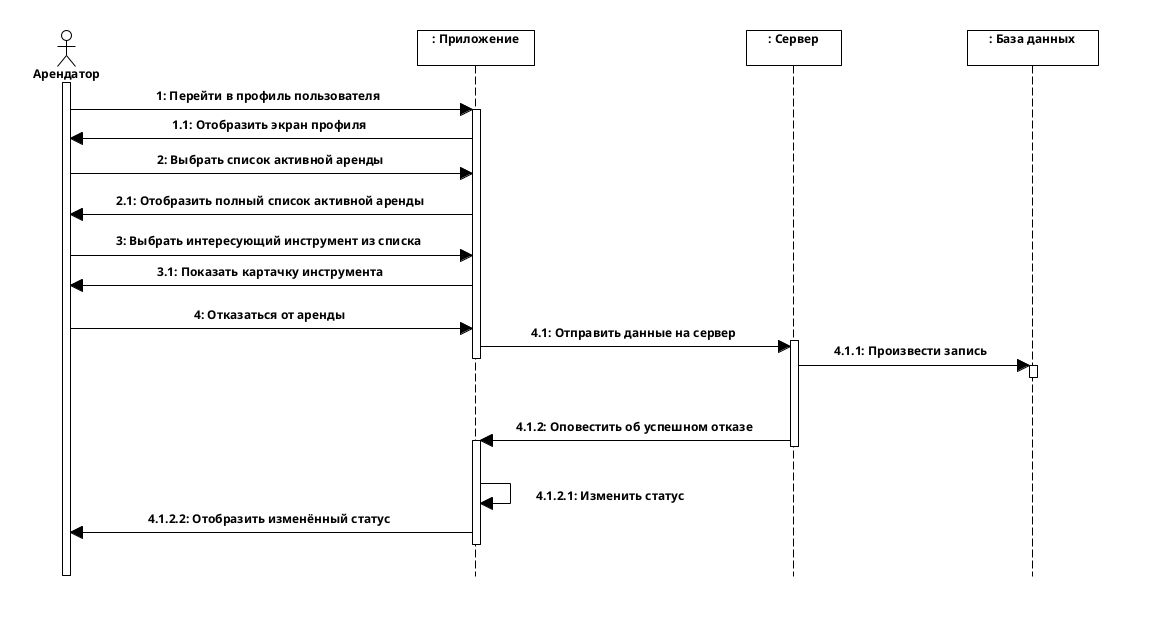 : Приложение
: Сервер
: База данных
Арендатор
1: Перейти в профиль пользователя
1.1: Отобразить экран профиля
2: Выбрать список активной аренды
2.1: Отобразить полный список активной аренды
3: Выбрать интересующий инструмент из списка
3.1: Показать картачку инструмента
4: Отказаться от аренды
4.1: Отправить данные на сервер
4.1.1: Произвести запись
4.1.2: Оповестить об успешном отказе
4.1.2.1: Изменить статус
4.1.2.2: Отобразить изменённый статус